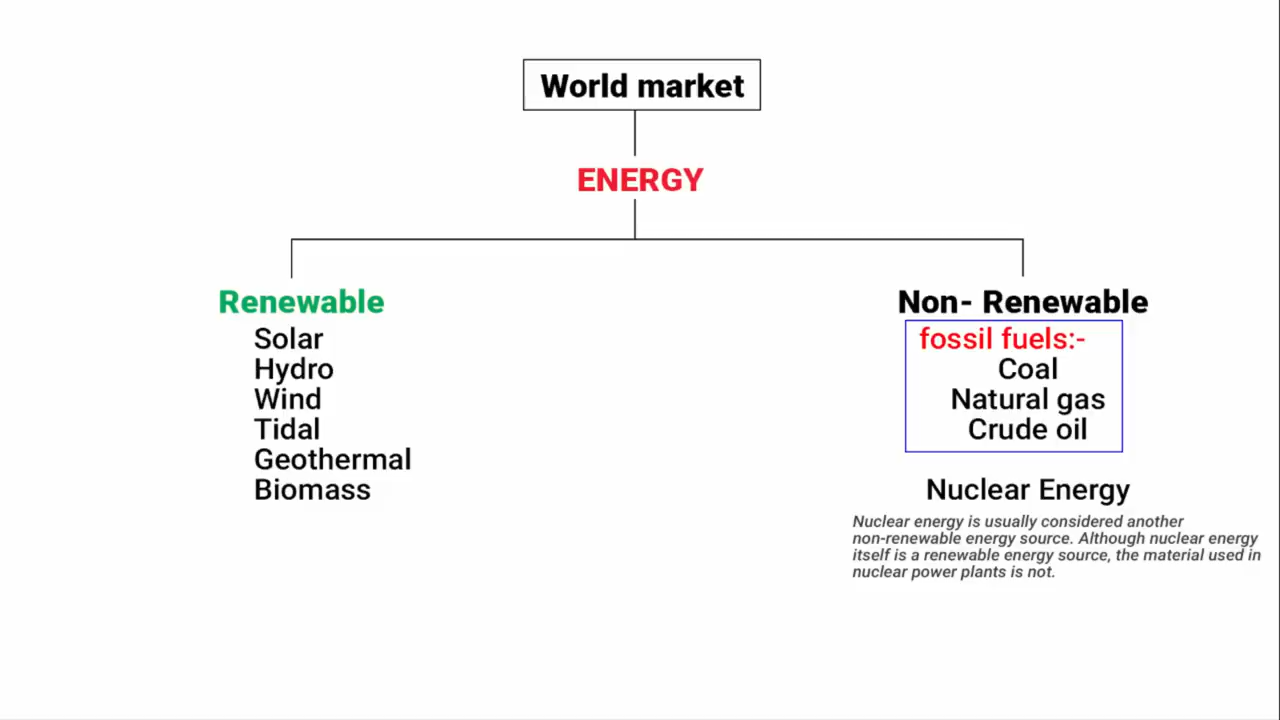 World market
ENERGY
Renewable
Solar
Hydro
Wind
Tidal
Geothermal
Biomass
Non- Renewable
fossil fuels:-
Coal
Natural gas
Crude oil
Nuclear Energy
Nuclear energy is usually considered another
non-renewable energy source. Although nuclear energy
itself is a renewable energy source, the material used in
nuclear power plants is not.